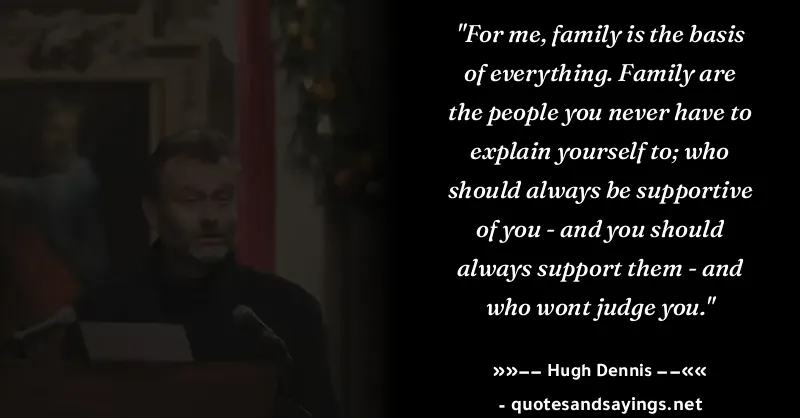 "For me, family is the basis
of everything. Family are
the people you never have to
explain yourself to; who
should always be supportive
of you - and you should
always support them - and
who wont judge you."
»»−− Hugh Dennis −−««
- quotesandsayings.net